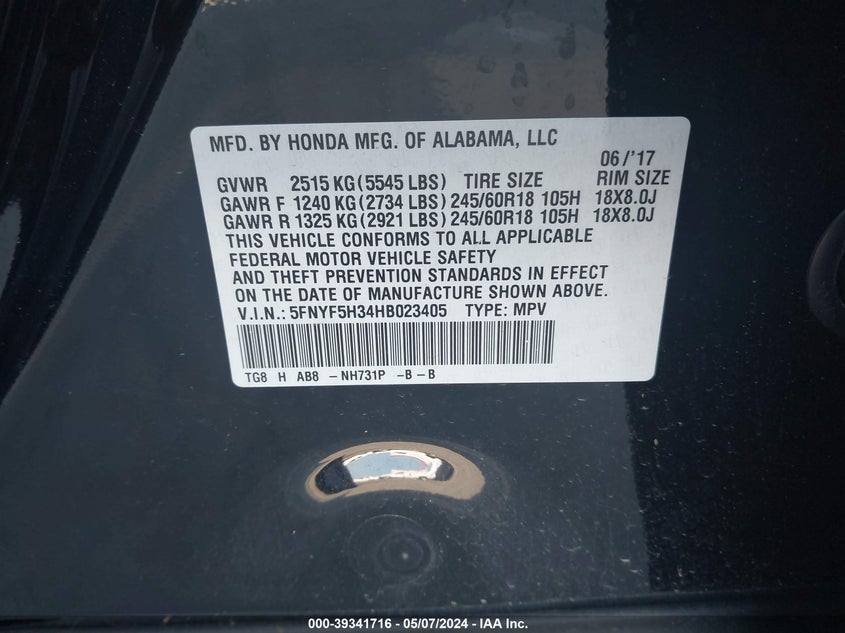 MFD. BY HONDA MFG. OF ALABAMA, LLC
06/'17
GVWR 2515 KG (5545 LBS) TIRE SIZE RIM SIZE
GAWR F 1240 KG (2734 LBS) 245/60R18 105H 18X8.0J
GAWR R 1325 KG (2921 LBS) 245/60R18 105H 18X8.0J
THIS VEHICLE CONFORMS TO ALL APPLICABLE
FEDERAL MOTOR VEHICLE SAFETY
AND THEFT PREVENTION STANDARDS IN EFFECT
ON THE DATE OF MANUFACTURE SHOWN ABOVE.
V.I.N.: 5FNYF5H34HB023405 TYPE: MPV
TG8 H AB8 -NH731P -B-B
000-39341716 — 05/07/2024 — IAA Inc.